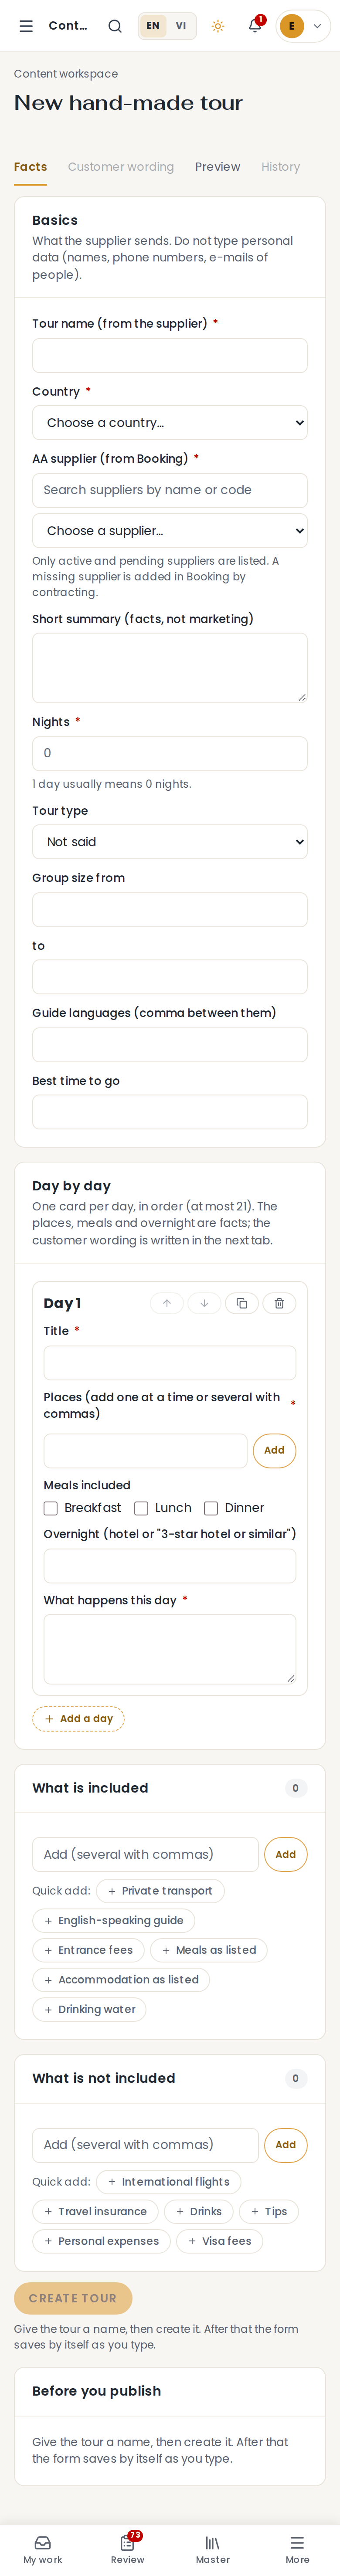 Cont...
EN VI
1
E
Content workspace
New hand-made tour
Facts Customer wording Preview History
Basics
What the supplier sends. Do not type personal
data (names, phone numbers, e-mails of
people).
Tour name (from the supplier) *
Country *
Choose a country...
AA supplier (from Booking) *
Search suppliers by name or code
Choose a supplier...
Only active and pending suppliers are listed. A
missing supplier is added in Booking by
contracting.
Short summary (facts, not marketing)
Nights *
0
1 day usually means 0 nights.
Tour type
Not said
Group size from
to
Guide languages (comma between them)
Best time to go
Day by day
One card per day, in order (at most 21). The
places, meals and overnight are facts; the
customer wording is written in the next tab.
Day 1
Title *
Places (add one at a time or several with
commas) *
Add
Meals included
Breakfast Lunch Dinner
Overnight (hotel or "3-star hotel or similar")
What happens this day *
+ Add a day
What is included 0
Add (several with commas) Add
Quick add: + Private transport
+ English-speaking guide
+ Entrance fees + Meals as listed
+ Accommodation as listed
+ Drinking water
What is not included 0
Add (several with commas) Add
Quick add: + International flights
+ Travel insurance + Drinks + Tips
+ Personal expenses + Visa fees
CREATE TOUR
Give the tour a name, then create it. After that the form
saves by itself as you type.
Before you publish
Give the tour a name, then create it. After that
the form saves by itself as you type.
73
My work Review Master More